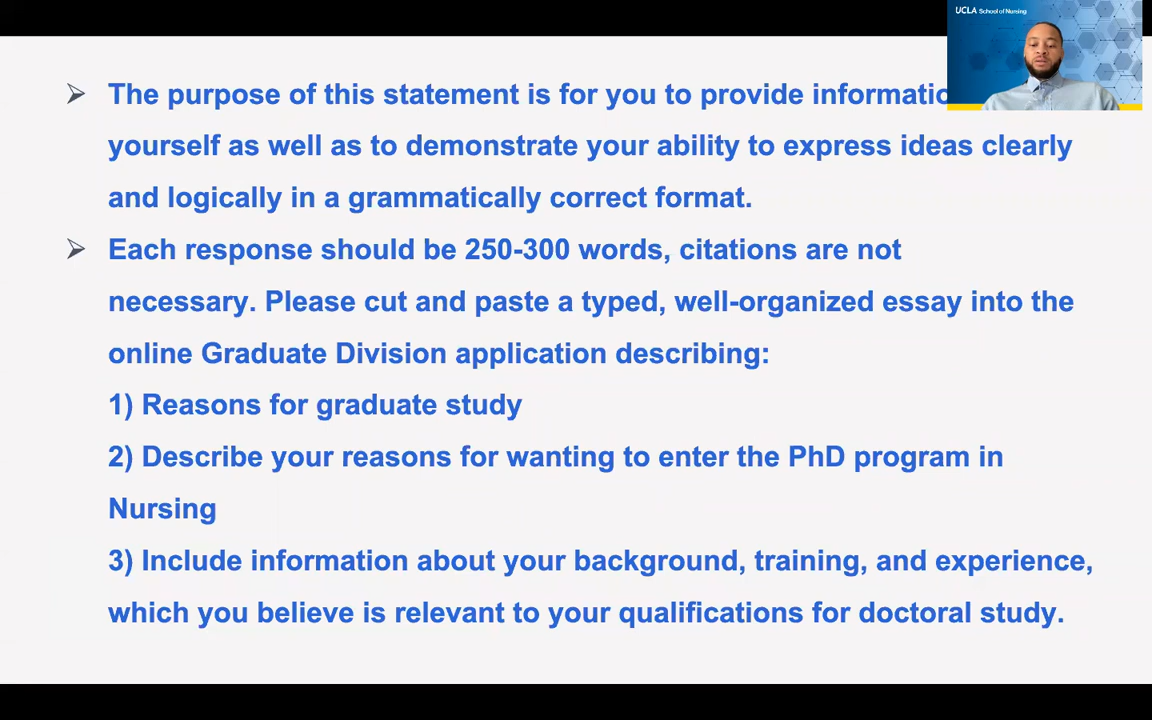 UCLA School of Nursing
The purpose of this statement is for you to provide
yourself as well as to demonstrate your ability to express ideas clearly
and logically in a grammatically correct format.
Each response should be 250-300 words, citations are not
necessary. Please cut and paste a typed, well-organized essay into the
online Graduate Division application describing:
1) Reasons for graduate study
2) Describe your reasons for wanting to enter the PhD program in
Nursing
3) Include information about your background, training, and experience,
which you believe is relevant to your qualifications for doctoral study.